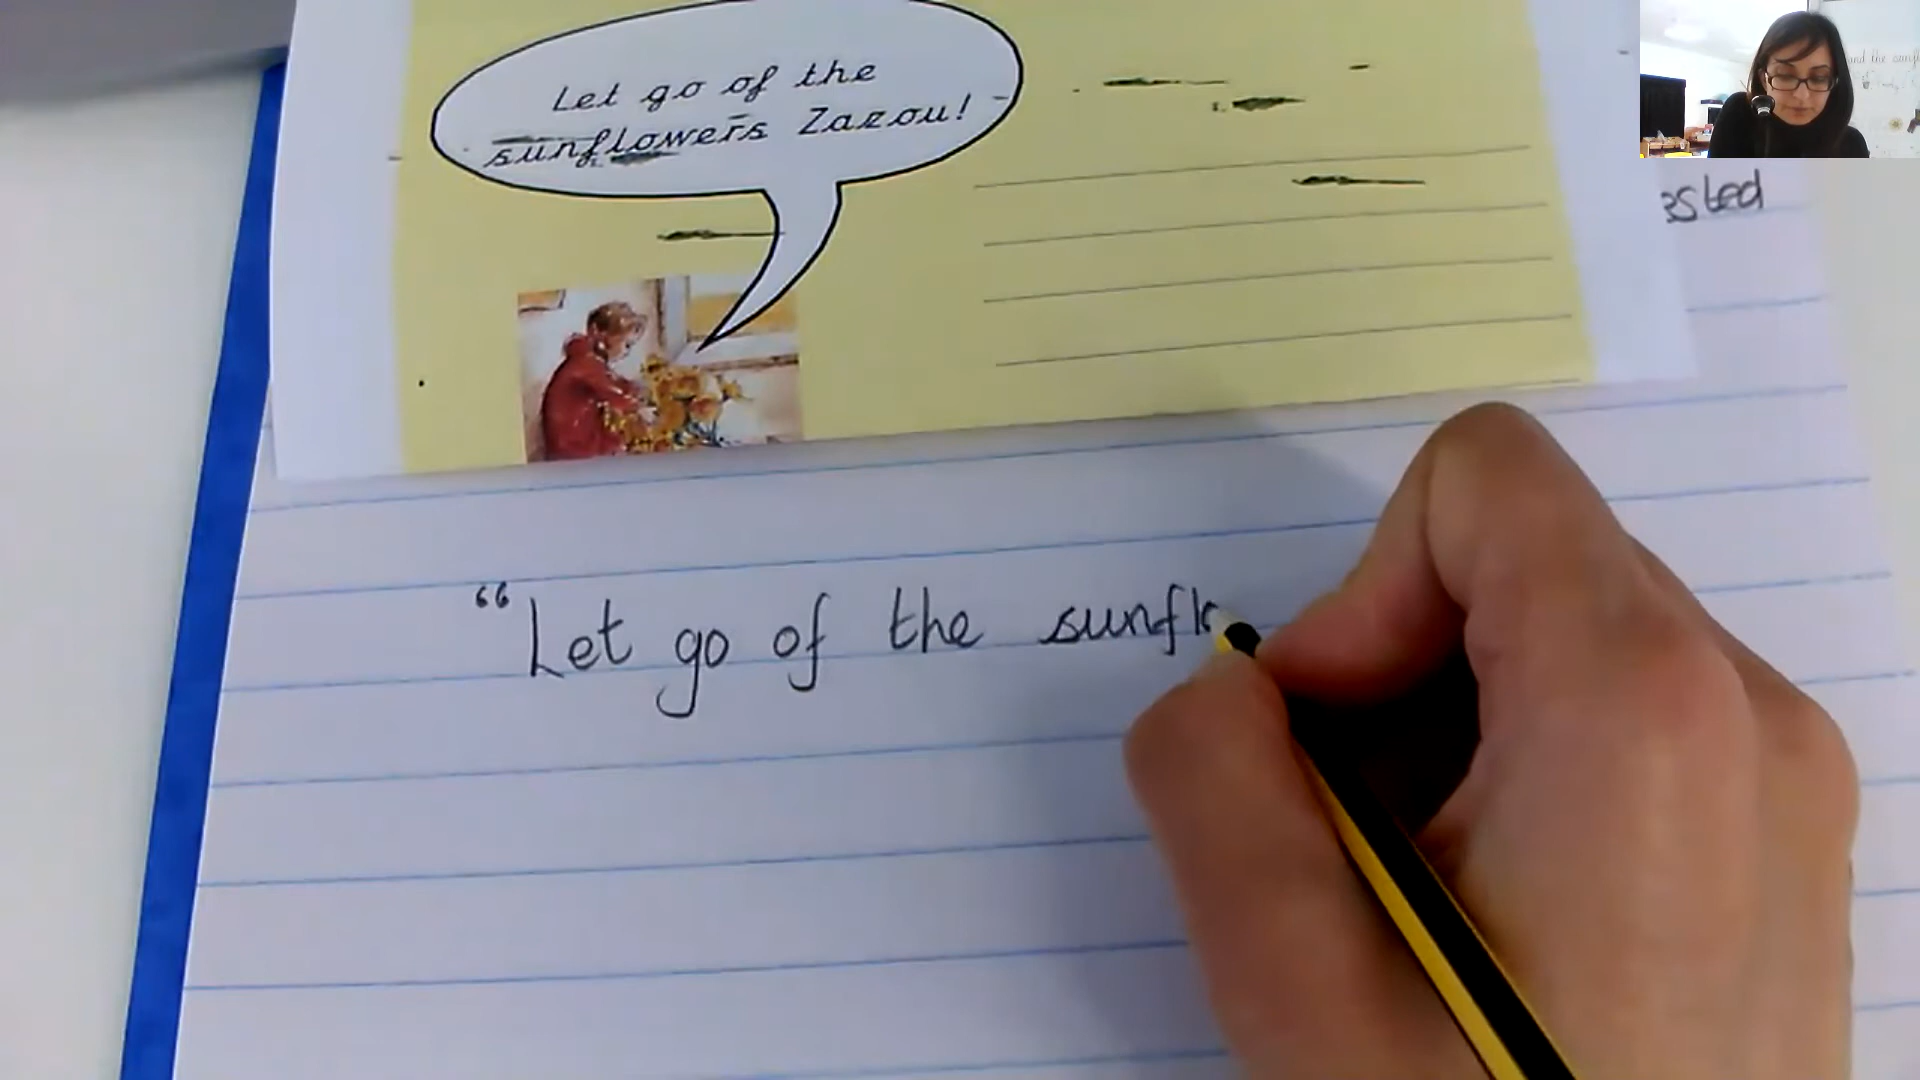 Let go of the
sunflowers Zazou!
“Let go of the sunfl